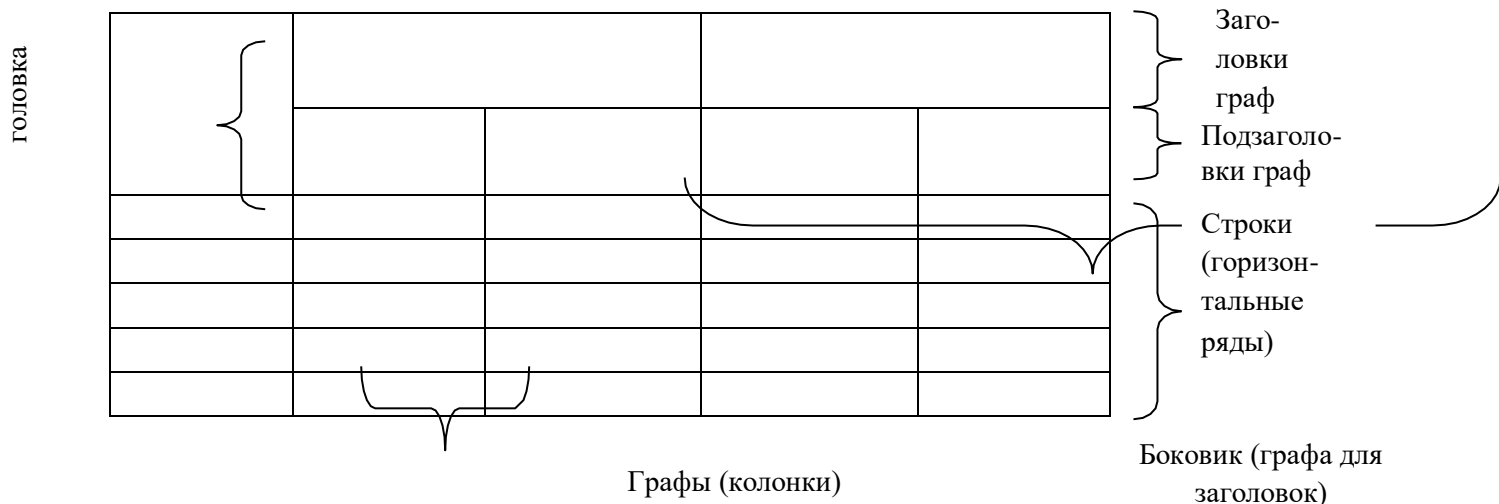 головка
Заго-
ловки
граф
Подзаголо-
вки граф
Строки
(горизон-
тальные
ряды)
Графы (колонки)
Боковик (графа для
заголовок)